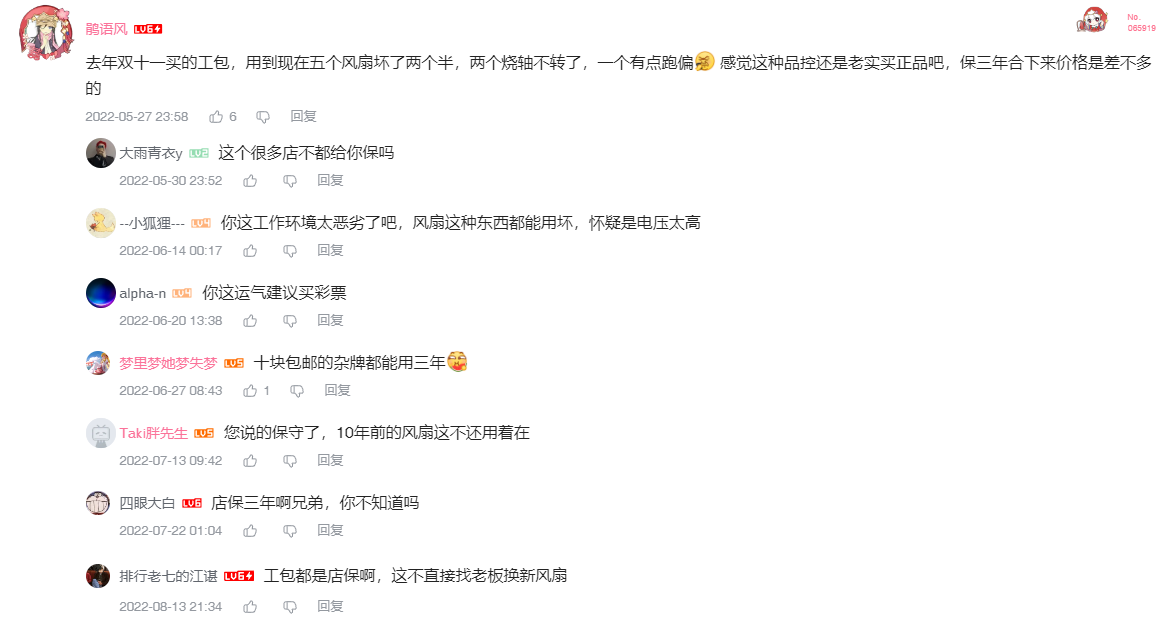 鹊语风 LV6
No.
065919
去年双十一买的工包，用到现在五个风扇坏了两个半，两个烧轴不转了，一个有点跑偏 感觉这种品控还是老实买正品吧，保三年合下来价格是差不多
的
2022-05-27 23:58 6 回复
大雨青衣y LV2 这个很多店不都给你保吗
2022-05-30 23:52 回复
--小狐狸--- LV4 你这工作环境太恶劣了吧，风扇这种东西都能用坏，怀疑是电压太高
2022-06-14 00:17 回复
alpha-n LV4 你这运气建议买彩票
2022-06-20 13:38 回复
梦里梦她梦失梦 LV5 十块包邮的杂牌都能用三年
2022-06-27 08:43 1 回复
Taki胖先生 LV5 您说的保守了，10年前的风扇这不还用着在
2022-07-13 09:42 回复
四眼大白 LV6 店保三年啊兄弟，你不知道吗
2022-07-22 01:04 回复
排行老七的江谌 LV6 工包都是店保啊，这不直接找老板换新风扇
2022-08-13 21:34 回复